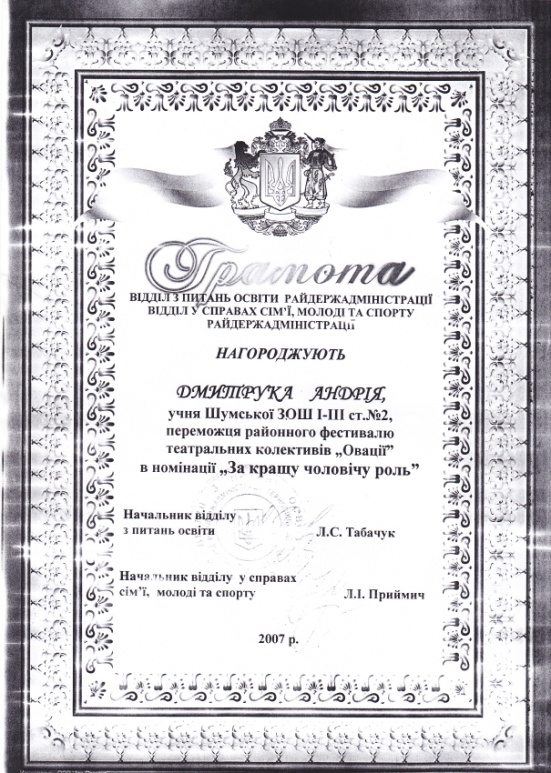 Грамота
ВІДДІЛ З ПИТАНЬ ОСВІТИ РАЙДЕРЖАДМІНІСТРАЦІЇ
ВІДДІЛ У СПРАВАХ СІМ’Ї, МОЛОДІ ТА СПОРТУ
РАЙДЕРЖАДМІНІСТРАЦІЇ
НАГОРОДЖУЮТЬ
ДМИТРУКА АНДРІЯ,
учня Шумської ЗОШ І-ІІІ ст.№2,
переможця районного фестивалю
театральних колективів „Овації”
в номінації „За кращу чоловічу роль”
Начальник відділу
з питань освіти Л.С. Табачук
Начальник відділу у справах
сім’ї, молоді та спорту Л.І. Приймич
2007 р.